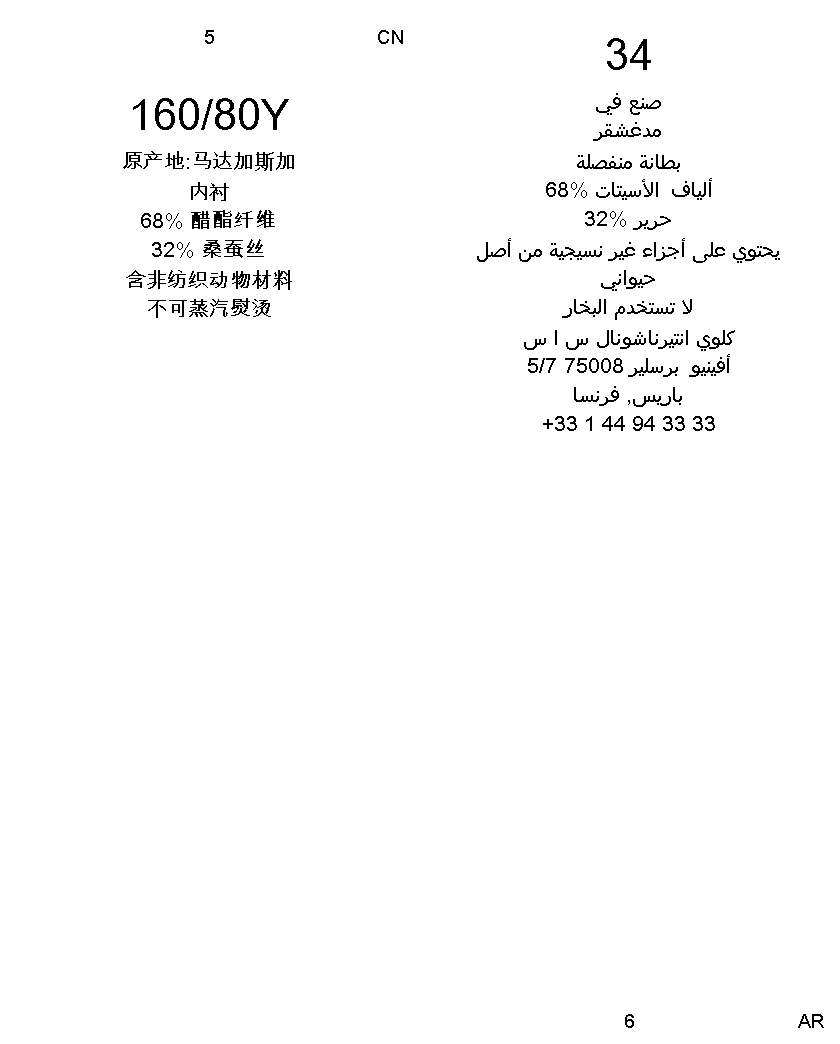 5
CN
160/80Y
原产地:马达加斯加
内衬
68% 醋酯纤维
32% 桑蚕丝
含非纺织动物材料
不可蒸汽熨烫
34
صنع في
مدغشقر
بطانة منفصلة
ألياف الأسيتات %68
حرير %32
يحتوي على أجزاء غير نسيجية من أصل
حيواني
لا تستخدم البخار
كلوي انتيرناشونال س ا س
أفينيو برسلير 75008 5/7
باريس, فرنسا
+33 1 44 94 33 33
6
AR